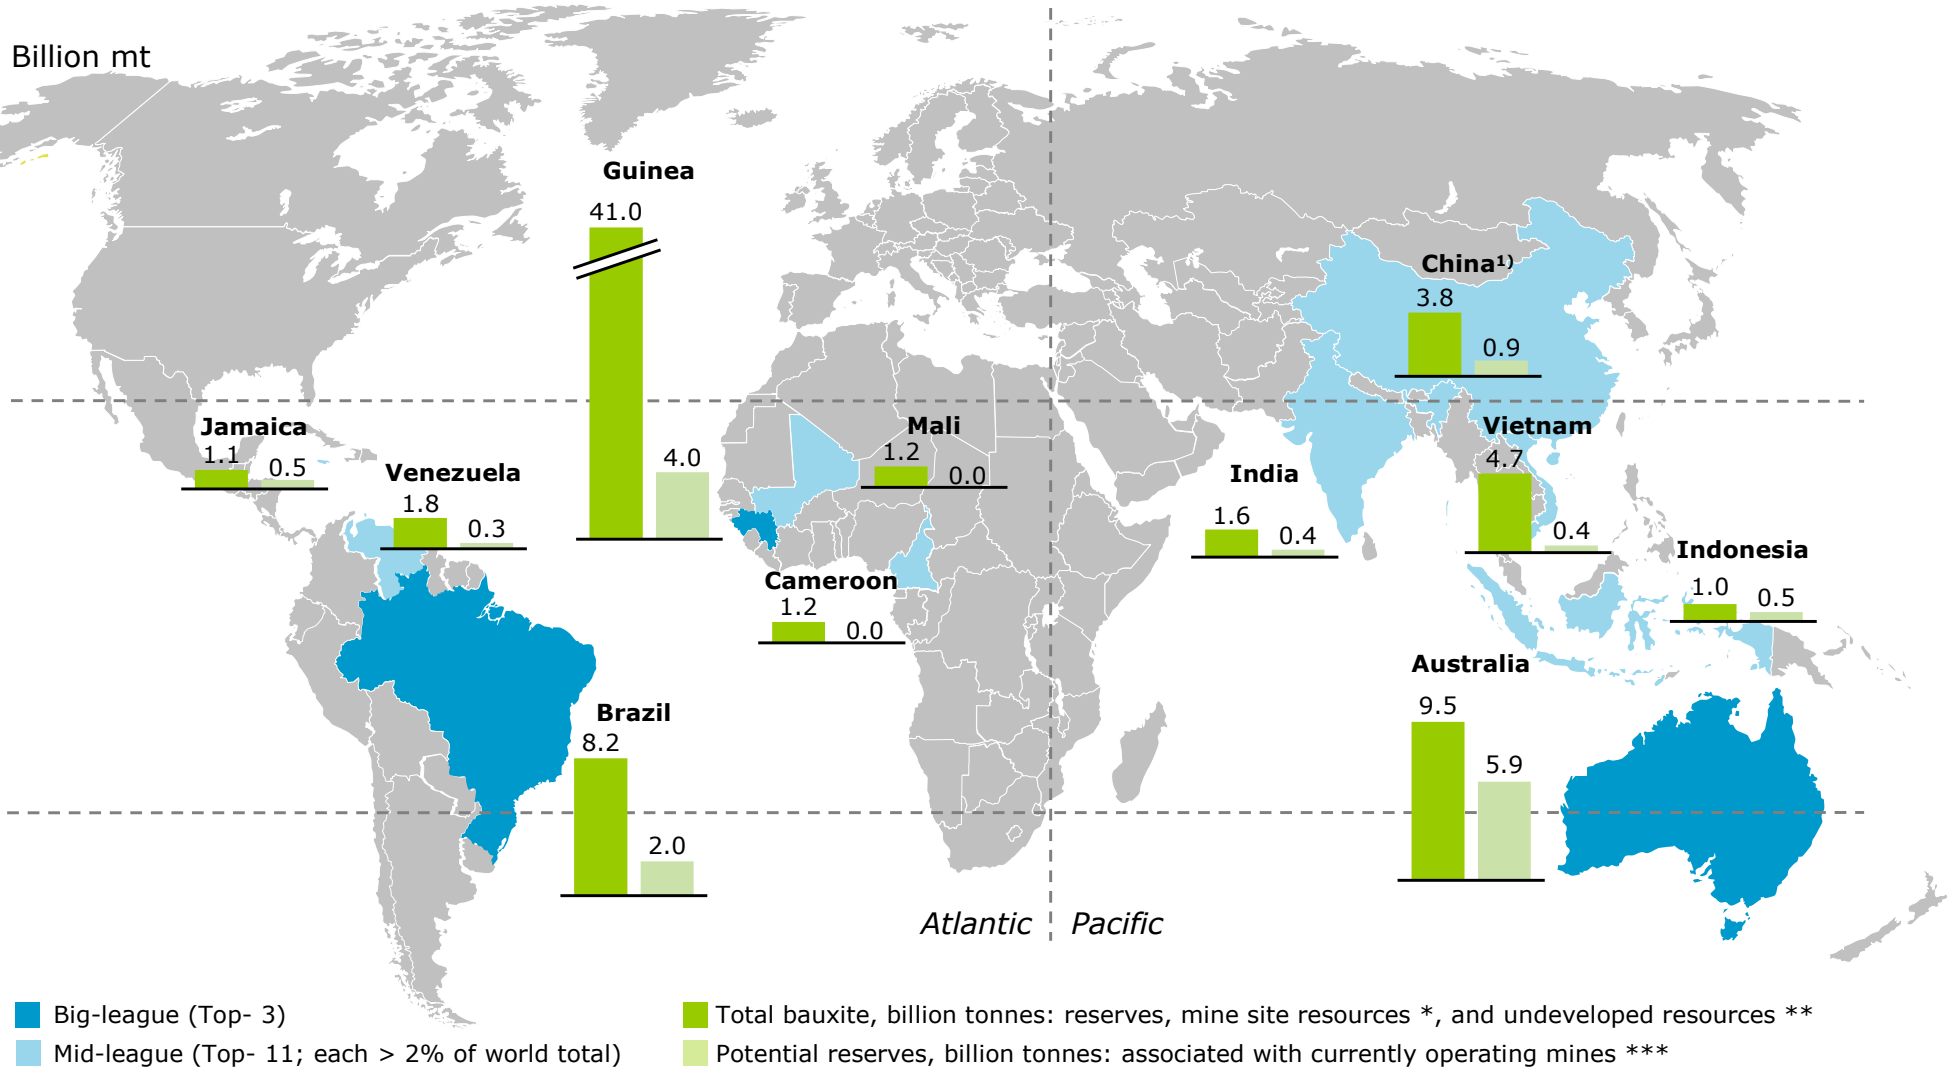 Billion mt
Guinea
41.0
4.0
China¹⁾
3.8
0.9
Jamaica
1.1
0.5
Venezuela
1.8
0.3
Mali
1.2
0.0
India
1.6
0.4
Vietnam
4.7
0.4
Cameroon
1.2
0.0
Indonesia
1.0
0.5
Brazil
8.2
2.0
Australia
9.5
5.9
Atlantic
Pacific
Big-league (Top- 3)
Mid-league (Top- 11; each > 2% of world total)
Total bauxite, billion tonnes: reserves, mine site resources *, and undeveloped resources **
Potential reserves, billion tonnes: associated with currently operating mines ***